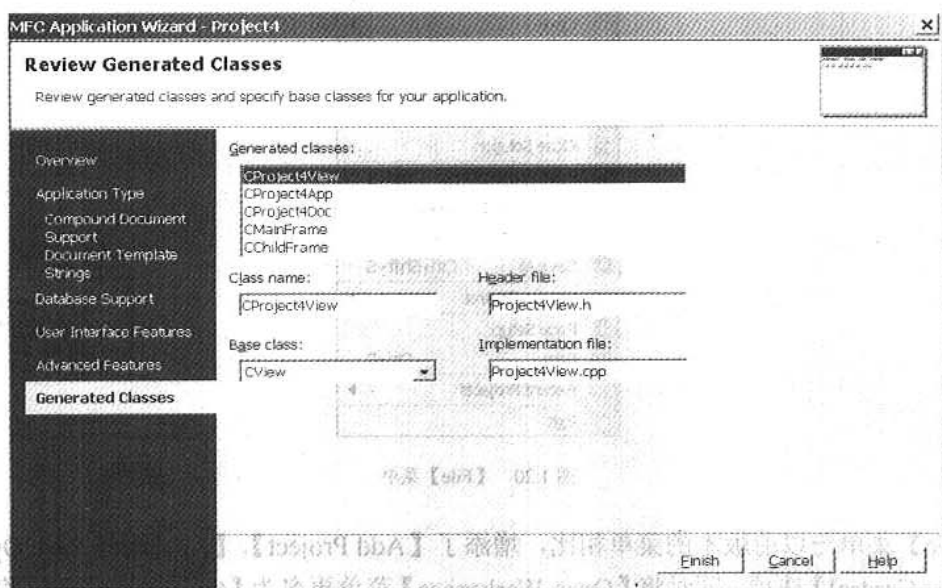 MFC Application Wizard - Project4
Review Generated Classes
Review generated classes and specify base classes for your application.
Overview
Application Type
Compound Document
Support
Document Template
Strings
Database Support
User Interface Features
Advanced Features
Generated Classes
Generated classes:
CProject4View
CProject4App
CProject4Doc
CMainFrame
CChildFrame
Class name:
CProject4View
Header file:
Project4View.h
Base class:
CView
Implementation file:
Project4View.cpp
Finish
Cancel
Help